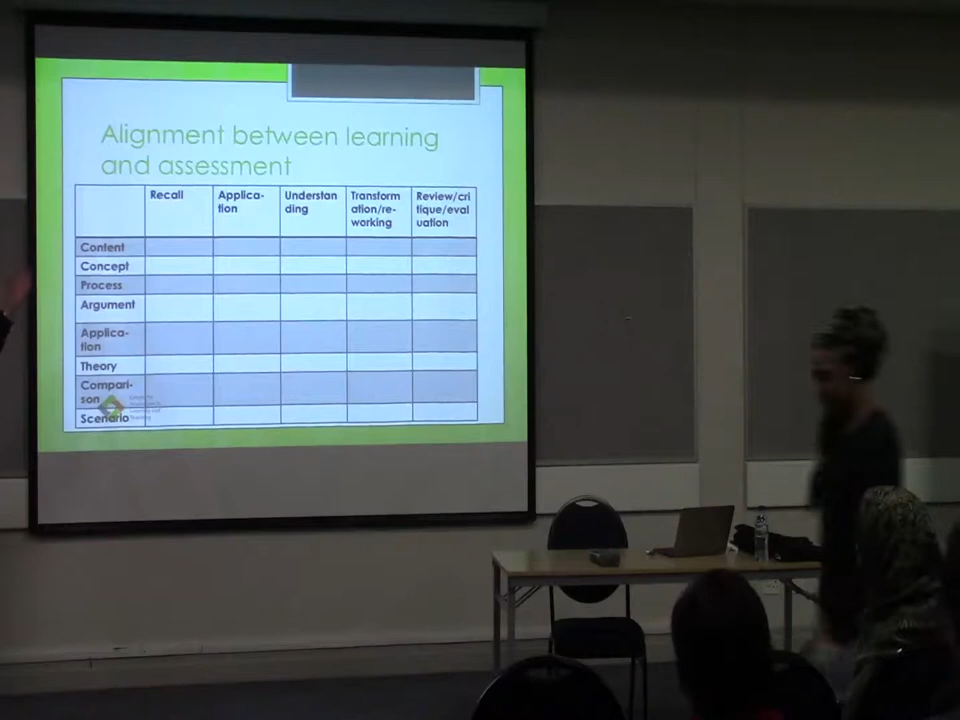 Alignment between learning
and assessment
Recall
Applica-
tion
Understan
ding
Transform
ation/re-
working
Review/cri
tique/eval
uation
Content
Concept
Process
Argument
Applica-
tion
Theory
Compari-
son
Scenario